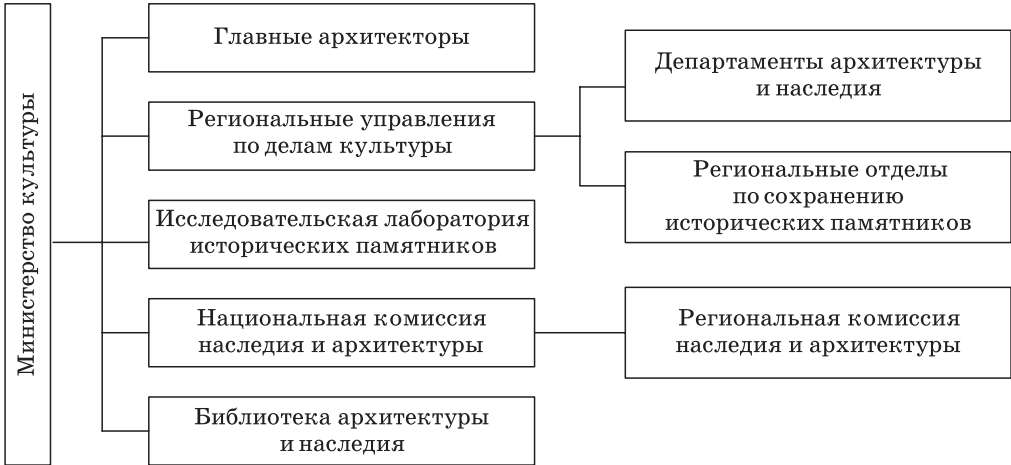 Министерство культуры
Главные архитекторы
Региональные управления
по делам культуры
Исследовательская лаборатория
исторических памятников
Национальная комиссия
наследия и архитектуры
Библиотека архитектуры
и наследия
Департаменты архитектуры
и наследия
Региональные отделы
по сохранению
исторических памятников
Региональная комиссия
наследия и архитектуры